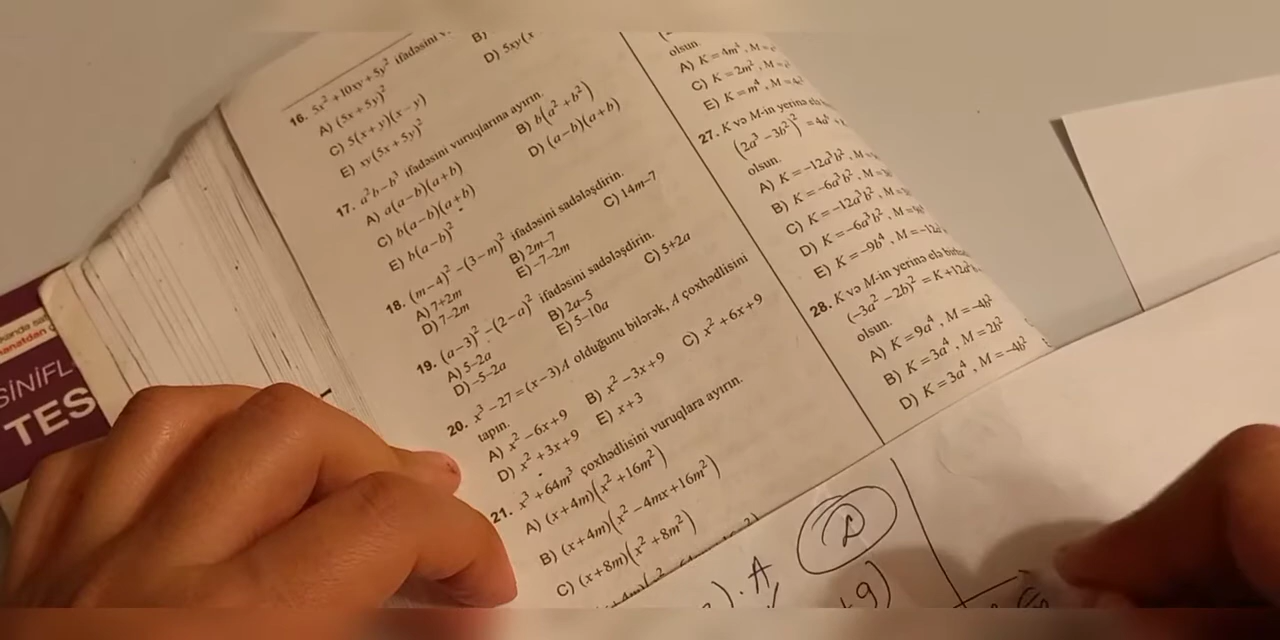 SİNİFL
TES
16. 5x² + 10xy + 5y² ifadəsini
A) (5x + 5y)²
B)
C) 5(x + y)(x − y)
D) 5xy(x
E) xy(5x + 5y)²
17. a²b − b³ ifadəsini vuruqlarına ayırın.
A) a(a − b)(a + b)
B) b(a² + b²)
C) b(a − b)(a + b)
D) (a − b)(a + b)
E) b(a − b)²
18. (m − 4)² − (3 − m)² ifadəsini sadələşdirin.
A) 7+2m B) 2m−7 C) 14m−7
D) 7−2m E) −7−2m
19. (a−3)² − (2−a)² ifadəsini sadələşdirin.
A) 5−2a B) 2a−5 C) 5+2a
D) −5−2a E) 5−10a
20. x³ − 27 = (x − 3)A olduğunu bilərək, A çoxhədlisini
tapın.
A) x² − 6x + 9 B) x² − 3x + 9 C) x² + 6x + 9
D) x² + 3x + 9 E) x + 3
21. x³ + 64m³ çoxhədlisini vuruqlara ayırın.
A) (x + 4m)(x² + 16m²)
B) (x + 4m)(x² − 4mx + 16m²)
C) (x + 8m)(x² + 8m²)
olsun.
A) K = 4m⁴, M =
C) K = 2m², M =
E) K = m⁴, M =
27. K və M-in yerinə elə
(2a³ − 3b²)² = 4a⁶
olsun.
A) K = −12a³b², M =
B) K = −6a³b², M =
C) K = −12a³b², M =
D) K = −6a³b², M =
E) K = −9b⁴, M = −12a
28. K və M-in yerinə elə
(−3a² − 2b)² = K + 12a²b
olsun.
A) K = 9a⁴, M = −4b²
B) K = 3a⁴, M = 2b²
D) K = 3a⁴, M = −4b²
). A
+9)